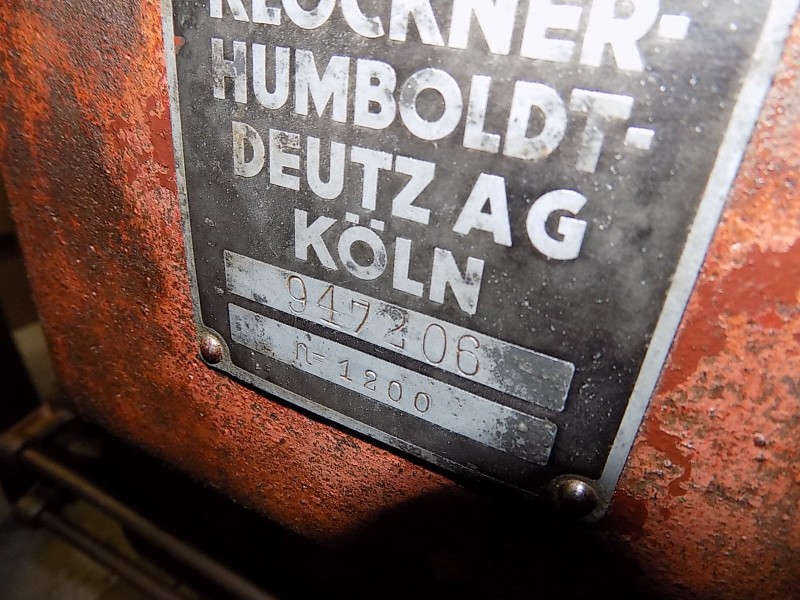 KLÖCKNER-
HUMBOLDT-
DEUTZ AG
KÖLN
947206
n=1200